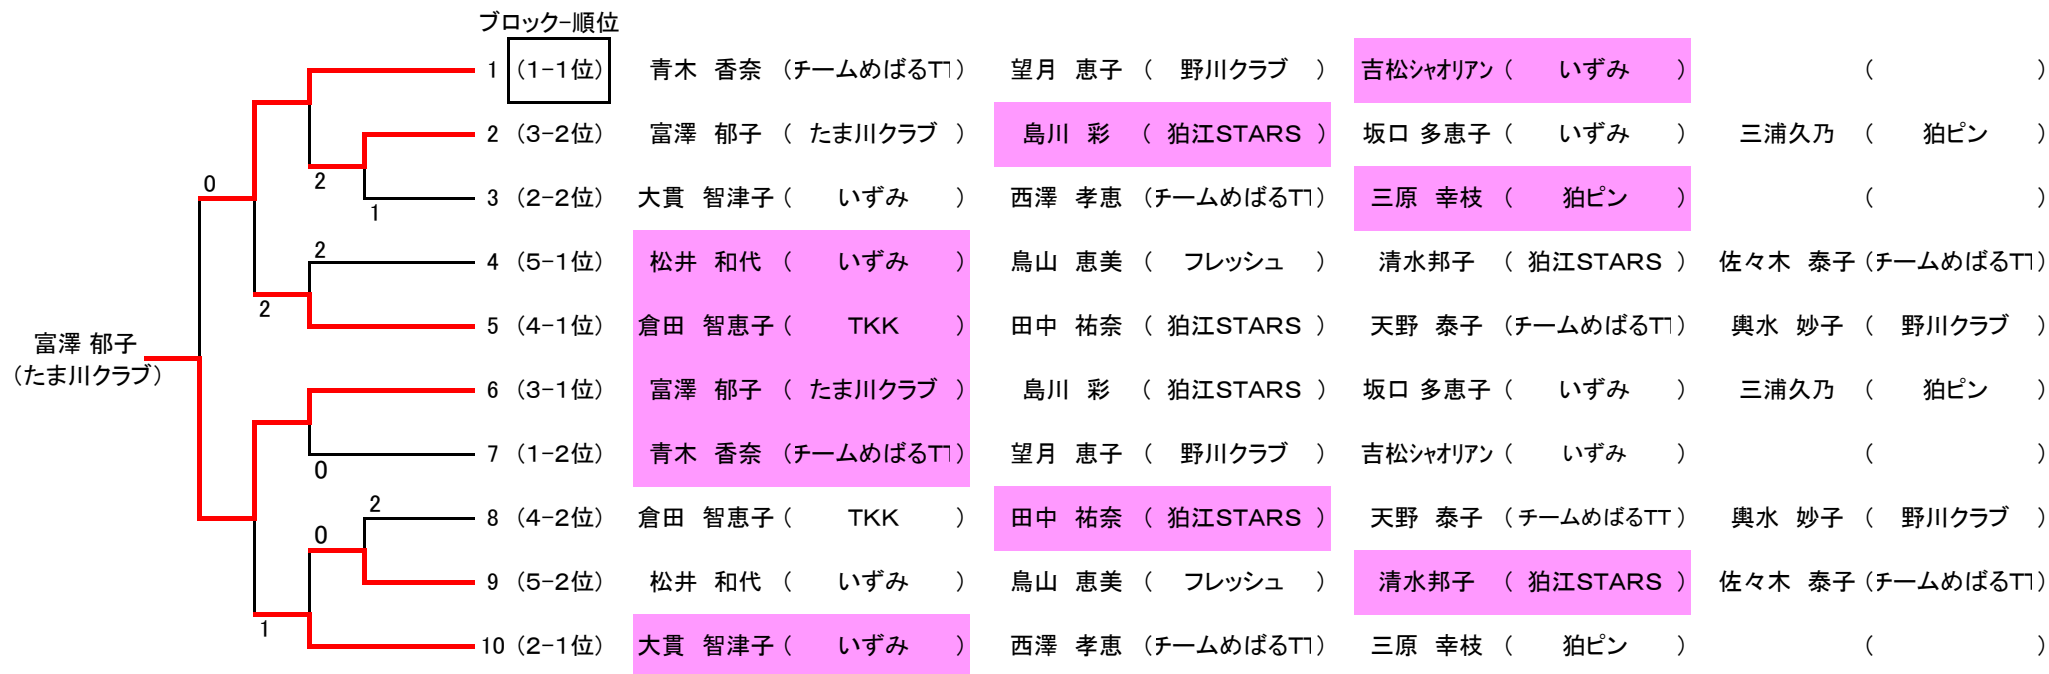 ブロック-順位
1 (1-1位) 青木 香奈 (チームめばるTT) 望月 恵子 ( 野川クラブ ) 吉松シャオリアン ( いずみ ) ( )
2 (3-2位) 富澤 郁子 ( たま川クラブ ) 島川 彩 ( 狛江STARS ) 坂口 多恵子 ( いずみ ) 三浦久乃 ( 狛ピン )
0
2
3 (2-2位) 大貫 智津子 ( いずみ ) 西澤 孝恵 (チームめばるTT) 三原 幸枝 ( 狛ピン ) ( )
1
2
4 (5-1位) 松井 和代 ( いずみ ) 鳥山 恵美 ( フレッシュ ) 清水邦子 ( 狛江STARS ) 佐々木 泰子 (チームめばるTT)
2
5 (4-1位) 倉田 智恵子 ( TKK ) 田中 祐奈 ( 狛江STARS ) 天野 泰子 (チームめばるTT) 輿水 妙子 ( 野川クラブ )
富澤 郁子
(たま川クラブ)
6 (3-1位) 富澤 郁子 ( たま川クラブ ) 島川 彩 ( 狛江STARS ) 坂口 多恵子 ( いずみ ) 三浦久乃 ( 狛ピン )
7 (1-2位) 青木 香奈 (チームめばるTT) 望月 恵子 ( 野川クラブ ) 吉松シャオリアン ( いずみ ) ( )
0
2
8 (4-2位) 倉田 智恵子 ( TKK ) 田中 祐奈 ( 狛江STARS ) 天野 泰子 ( チームめばるTT ) 輿水 妙子 ( 野川クラブ )
0
9 (5-2位) 松井 和代 ( いずみ ) 鳥山 恵美 ( フレッシュ ) 清水邦子 ( 狛江STARS ) 佐々木 泰子 (チームめばるTT)
1
10 (2-1位) 大貫 智津子 ( いずみ ) 西澤 孝恵 (チームめばるTT) 三原 幸枝 ( 狛ピン ) ( )